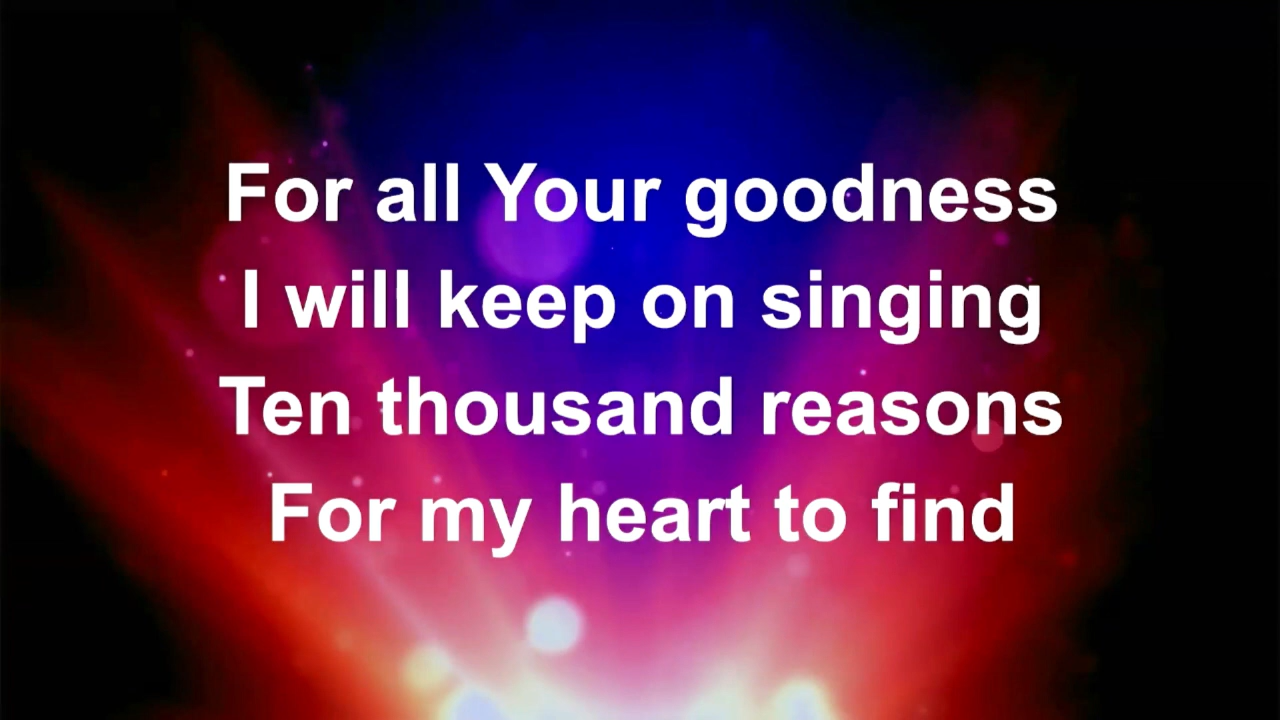 For all Your goodness
I will keep on singing
Ten thousand reasons
For my heart to find